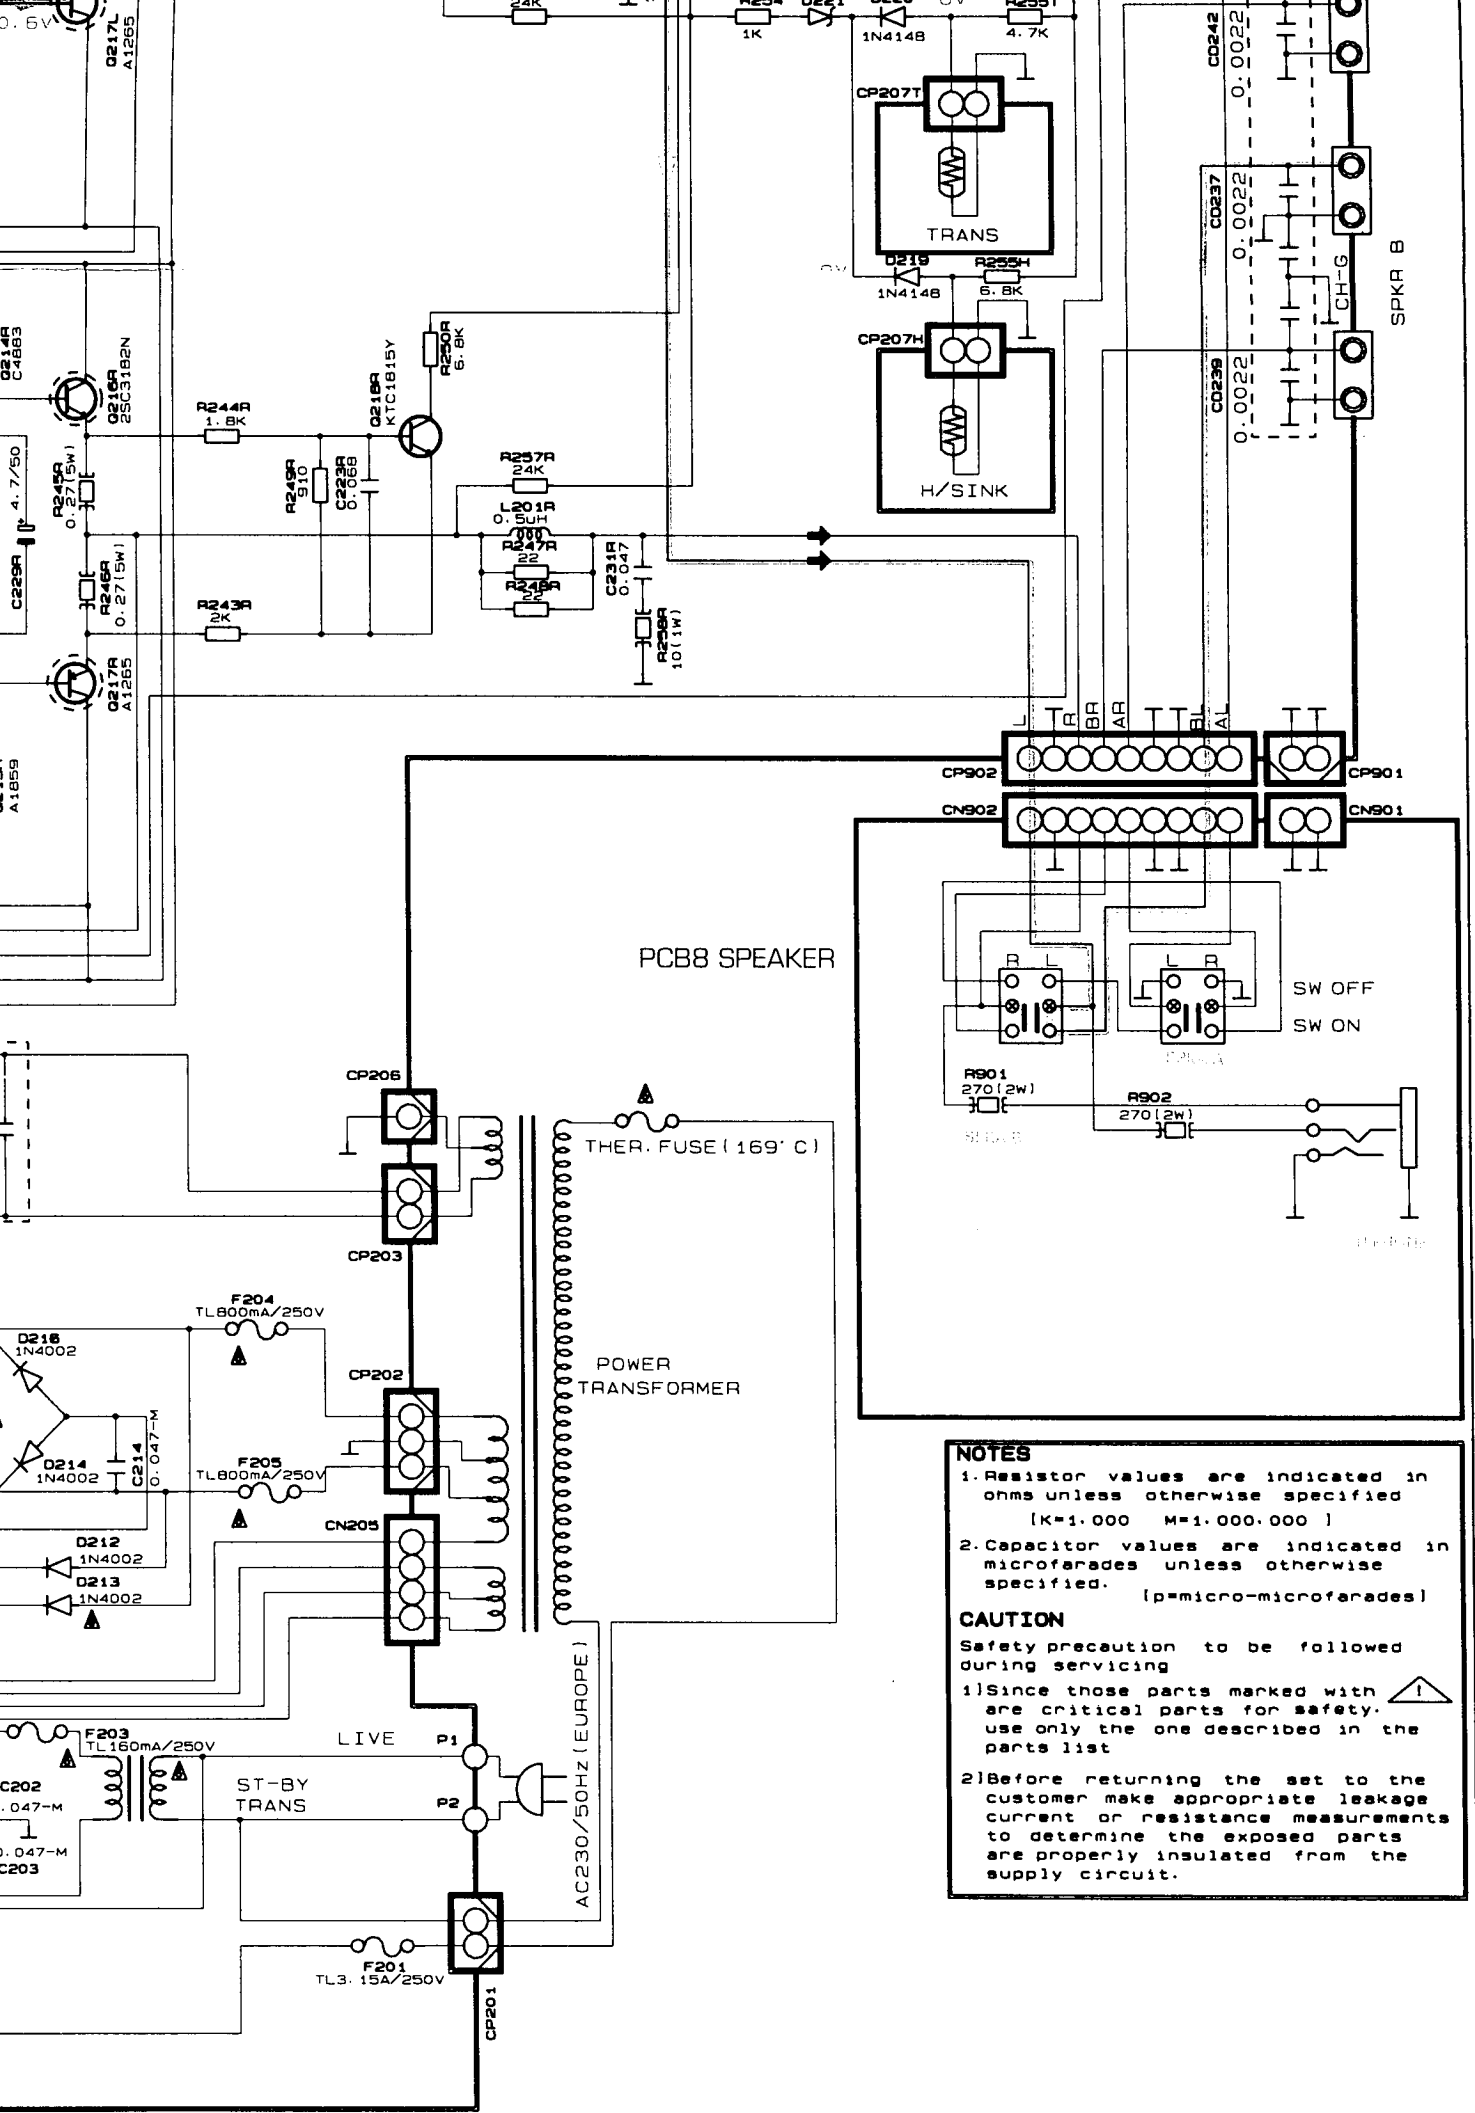 0.6V
Q217L
A1265
24K
1K
1N4148
4.7K
CP207T
TRANS
D219
1N4148
R255H
6.8K
CP207H
H/SINK
C0242
0.0022
C0237
0.0022
C0239
0.0022
CH-G
SPKR B
Q214R
C4883
Q216R
2SC3182N
R244R
1.8K
R250R
6.8K
Q218R
KTC1815Y
R245R
0.27(5W)
4.7/50
C229R
R246R
0.27(5W)
R249R
910
C223R
0.068
R257R
24K
L201R
0.5uH
R247R
22
R248R
22
C231R
0.047
R258R
10(1W)
R243R
2K
Q217R
A1265
A1859
L
R
BR
AR
BL
AL
CP902
CP901
CN902
CN901
PCB8 SPEAKER
R L
L R
SW OFF
SW ON
R901
270(2W)
R902
270(2W)
CP206
THER. FUSE(169°C)
CP203
F204
TL800mA/250V
D216
1N4002
CP202
POWER
TRANSFORMER
D214
1N4002
C214
0.047-M
F205
TL800mA/250V
CN205
D212
1N4002
D213
1N4002
F203
TL160mA/250V
LIVE
P1
C202
.047-M
ST-BY
TRANS
P2
0.047-M
C203
AC230/50Hz(EUROPE)
F201
TL3.15A/250V
CP201
NOTES
1.Resistor values are indicated in
ohms unless otherwise specified
[K=1.000 M=1.000.000 ]
2.Capacitor values are indicated in
microfarades unless otherwise
specified.
[p=micro-microfarades]
CAUTION
Safety precaution to be followed
during servicing
1)Since those parts marked with !
are critical parts for safety.
use only the one described in the
parts list
2)Before returning the set to the
customer make appropriate leakage
current or resistance measurements
to determine the exposed parts
are properly insulated from the
supply circuit.